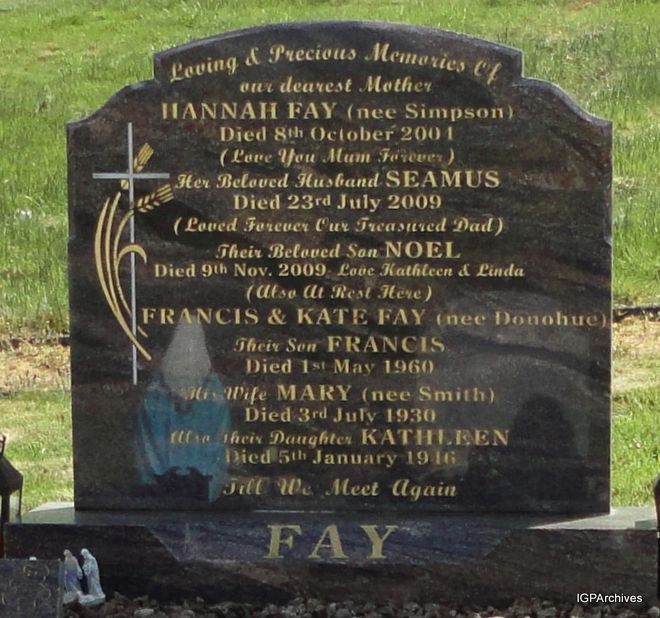 Loving & Precious Memories Of
our dearest Mother
HANNAH FAY (nee Simpson)
Died 8th October 2001
(Love You Mum Forever)
Her Beloved Husband SEAMUS
Died 23rd July 2009
(Loved Forever Our Treasured Dad)
Their Beloved Son NOEL
Died 9th Nov. 2009 Love Kathleen & Linda
(Also At Rest Here)
FRANCIS & KATE FAY (nee Donohue)
Their Son FRANCIS
Died 1st May 1960
His Wife MARY (nee Smith)
Died 3rd July 1930
Also Their Daughter KATHLEEN
Died 5th January 1946
Till We Meet Again
FAY
IGPArchives